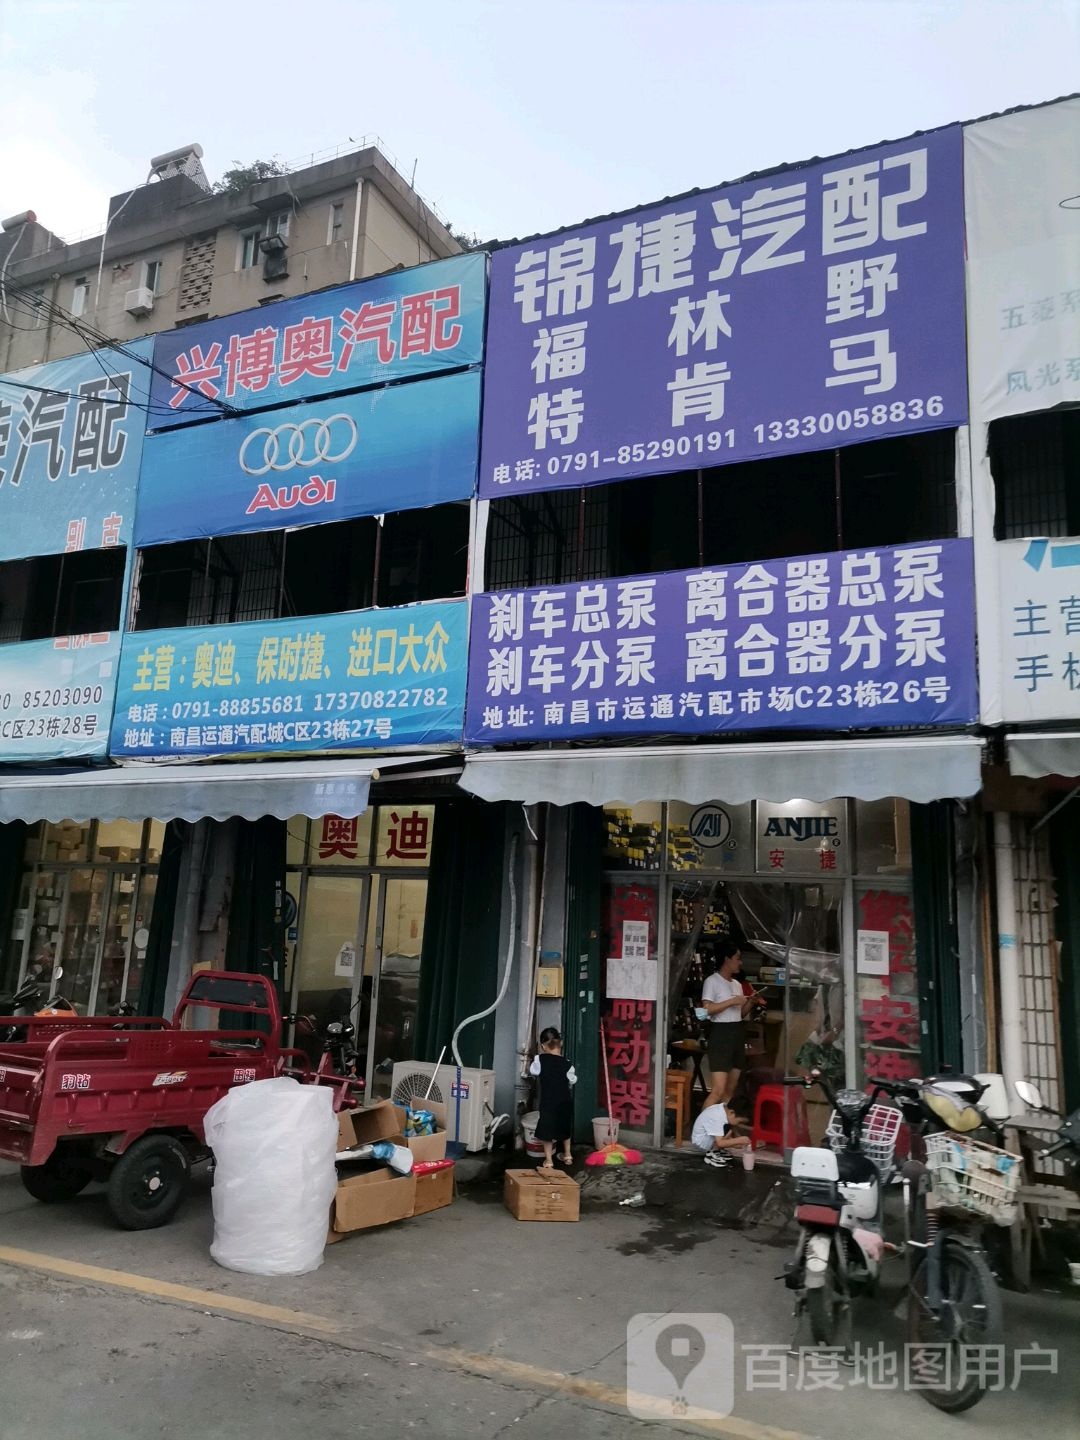 汽配
兴博奥汽配
Audi
主营：奥迪、保时捷、进口大众
电话：0791-88855681 17370822782
地址：南昌运通汽配城C区23栋27号
85203090
C区23栋28号
锦捷汽配
福 林 野
特 肯 马
电话：0791-85290191 13330058836
刹车总泵 离合器总泵
刹车分泵 离合器分泵
地址：南昌市运通汽配市场C23栋26号
五菱系
风光系
主营
奥迪
ANJIE
安捷
制动器
豹钻
百度地图用户